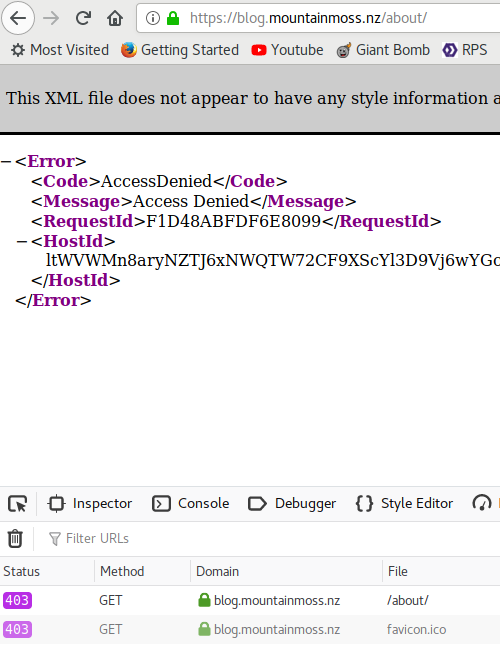 https://blog.mountainmoss.nz/about/
Most Visited Getting Started Youtube Giant Bomb RPS
This XML file does not appear to have any style information a
−<Error>
<Code>AccessDenied</Code>
<Message>Access Denied</Message>
<RequestId>F1D48ABFDF6E8099</RequestId>
−<HostId>
ltWVWMn8aryNZTJ6xNWQTW72CF9XScYl3D9Vj6wYGc
</HostId>
</Error>
Inspector Console Debugger Style Editor
Filter URLs
Status Method Domain File
403 GET blog.mountainmoss.nz /about/
403 GET blog.mountainmoss.nz favicon.ico